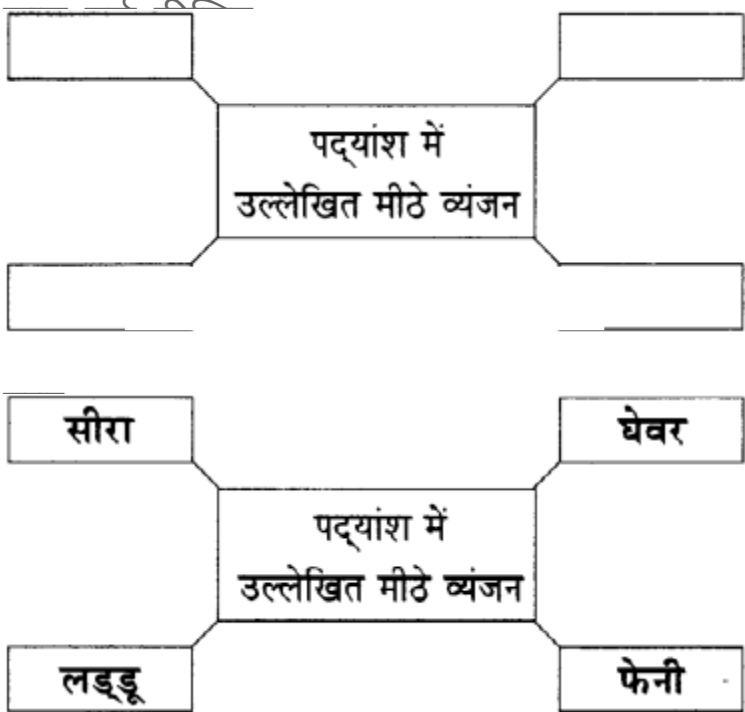 पद्यांश में
उल्लेखित मीठे व्यंजन
सीरा
घेवर
पद्यांश में
उल्लेखित मीठे व्यंजन
लड्डू
फेनी